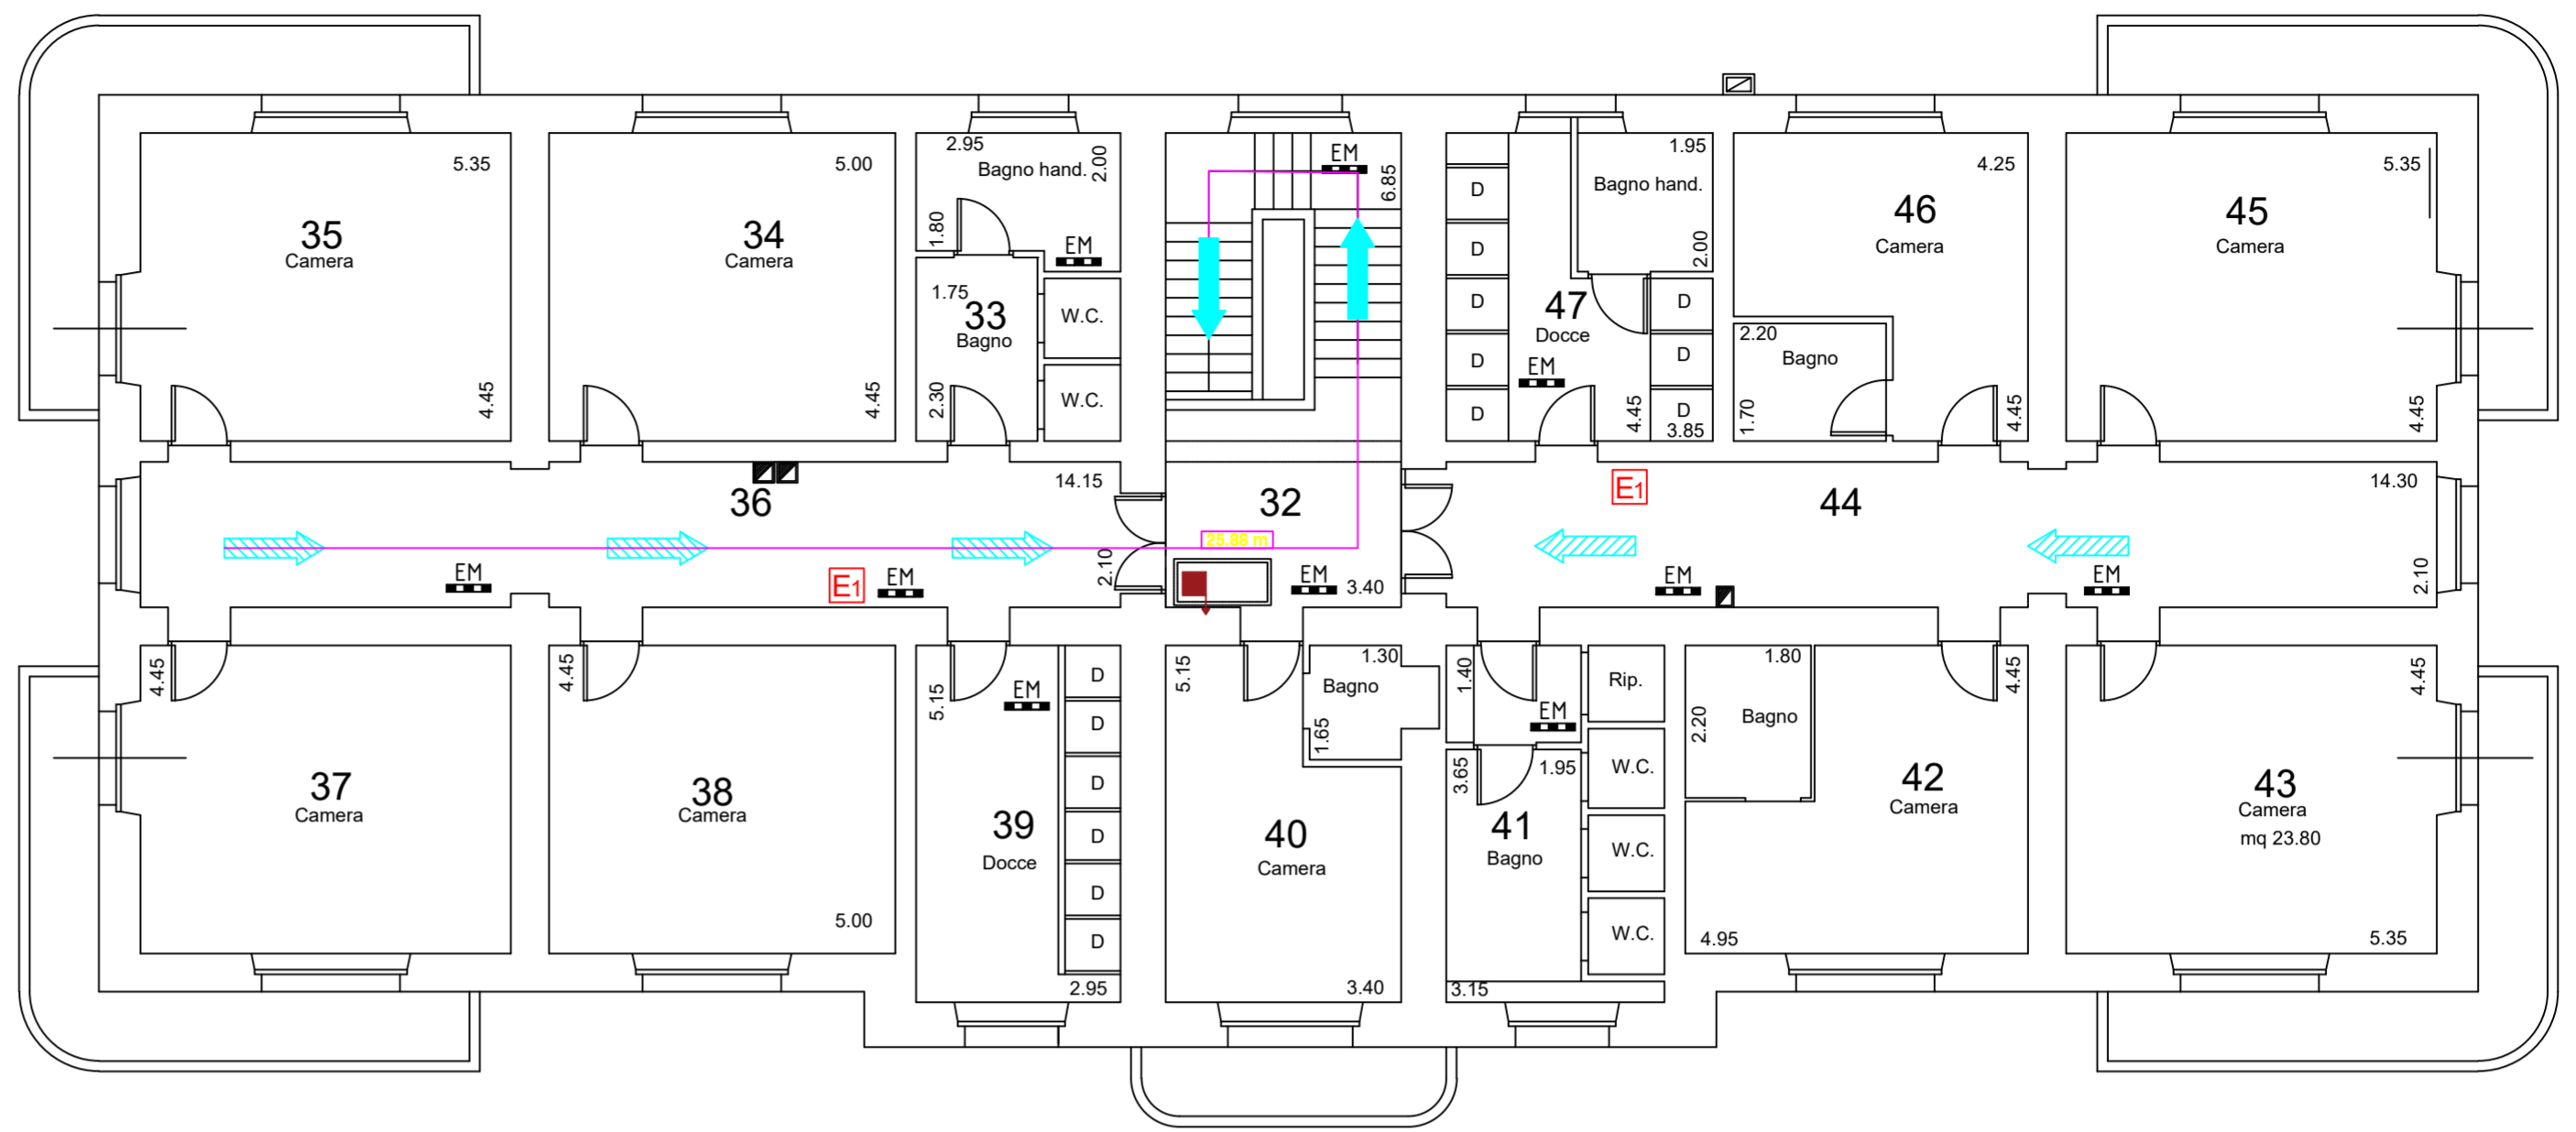 5.35
35
Camera
4.45
5.00
34
Camera
4.45
2.95
Bagno hand.
2.00
1.80
EM
1.75
33
Bagno
2.30
W.C.
W.C.
EM
6.85
D
D
D
D
D
1.95
Bagno hand.
2.00
47
Docce
EM
4.45
D
D
D
3.85
4.25
46
Camera
2.20
Bagno
1.70
4.45
5.35
45
Camera
4.45
36
14.15
2.10
EM
E1
EM
32
25.88 m
EM
3.40
E1
44
14.30
EM
EM
2.10
4.45
37
Camera
4.45
38
Camera
5.00
5.15
EM
39
Docce
D
D
D
D
D
D
2.95
5.15
1.30
Bagno
1.65
40
Camera
3.40
1.40
EM
Rip.
3.65
1.95
41
Bagno
W.C.
W.C.
W.C.
3.15
1.80
2.20
Bagno
4.45
42
Camera
4.95
4.45
43
Camera
mq 23.80
5.35